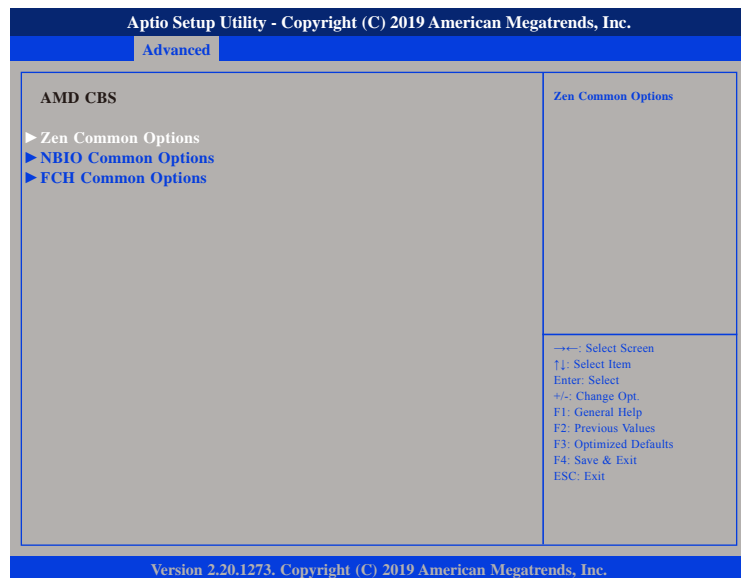 Aptio Setup Utility - Copyright (C) 2019 American Megatrends, Inc.
Advanced
AMD CBS
►Zen Common Options
►NBIO Common Options
►FCH Common Options
Zen Common Options
→←: Select Screen
↑↓: Select Item
Enter: Select
+/-: Change Opt.
F1: General Help
F2: Previous Values
F3: Optimized Defaults
F4: Save & Exit
ESC: Exit
Version 2.20.1273. Copyright (C) 2019 American Megatrends, Inc.